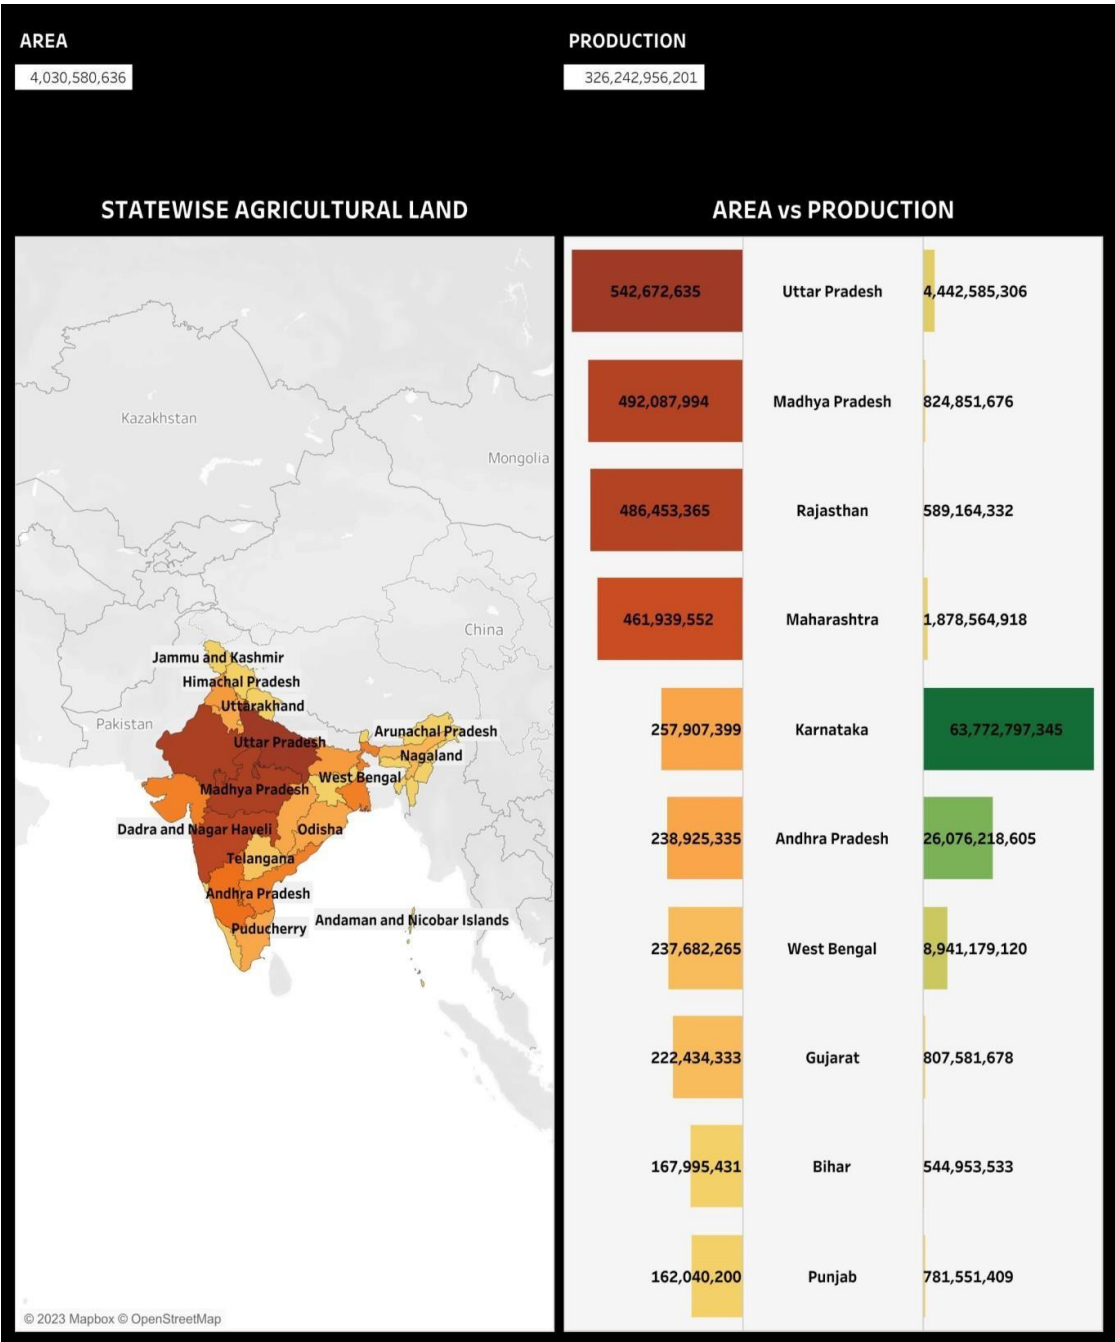 AREA
4,030,580,636
PRODUCTION
326,242,956,201
STATEWISE AGRICULTURAL LAND
Kazakhstan
Mongolia
China
Pakistan
Jammu and Kashmir
Himachal Pradesh
Uttarakhand
Arunachal Pradesh
Uttar Pradesh
Nagaland
West Bengal
Madhya Pradesh
Dadra and Nagar Haveli
Odisha
Telangana
Andhra Pradesh
Andaman and Nicobar Islands
Puducherry
© 2023 Mapbox © OpenStreetMap
AREA vs PRODUCTION
542,672,635 Uttar Pradesh 4,442,585,306
492,087,994 Madhya Pradesh 824,851,676
486,453,365 Rajasthan 589,164,332
461,939,552 Maharashtra 1,878,564,918
257,907,399 Karnataka 63,772,797,345
238,925,335 Andhra Pradesh 26,076,218,605
237,682,265 West Bengal 8,941,179,120
222,434,333 Gujarat 807,581,678
167,995,431 Bihar 544,953,533
162,040,200 Punjab 781,551,409